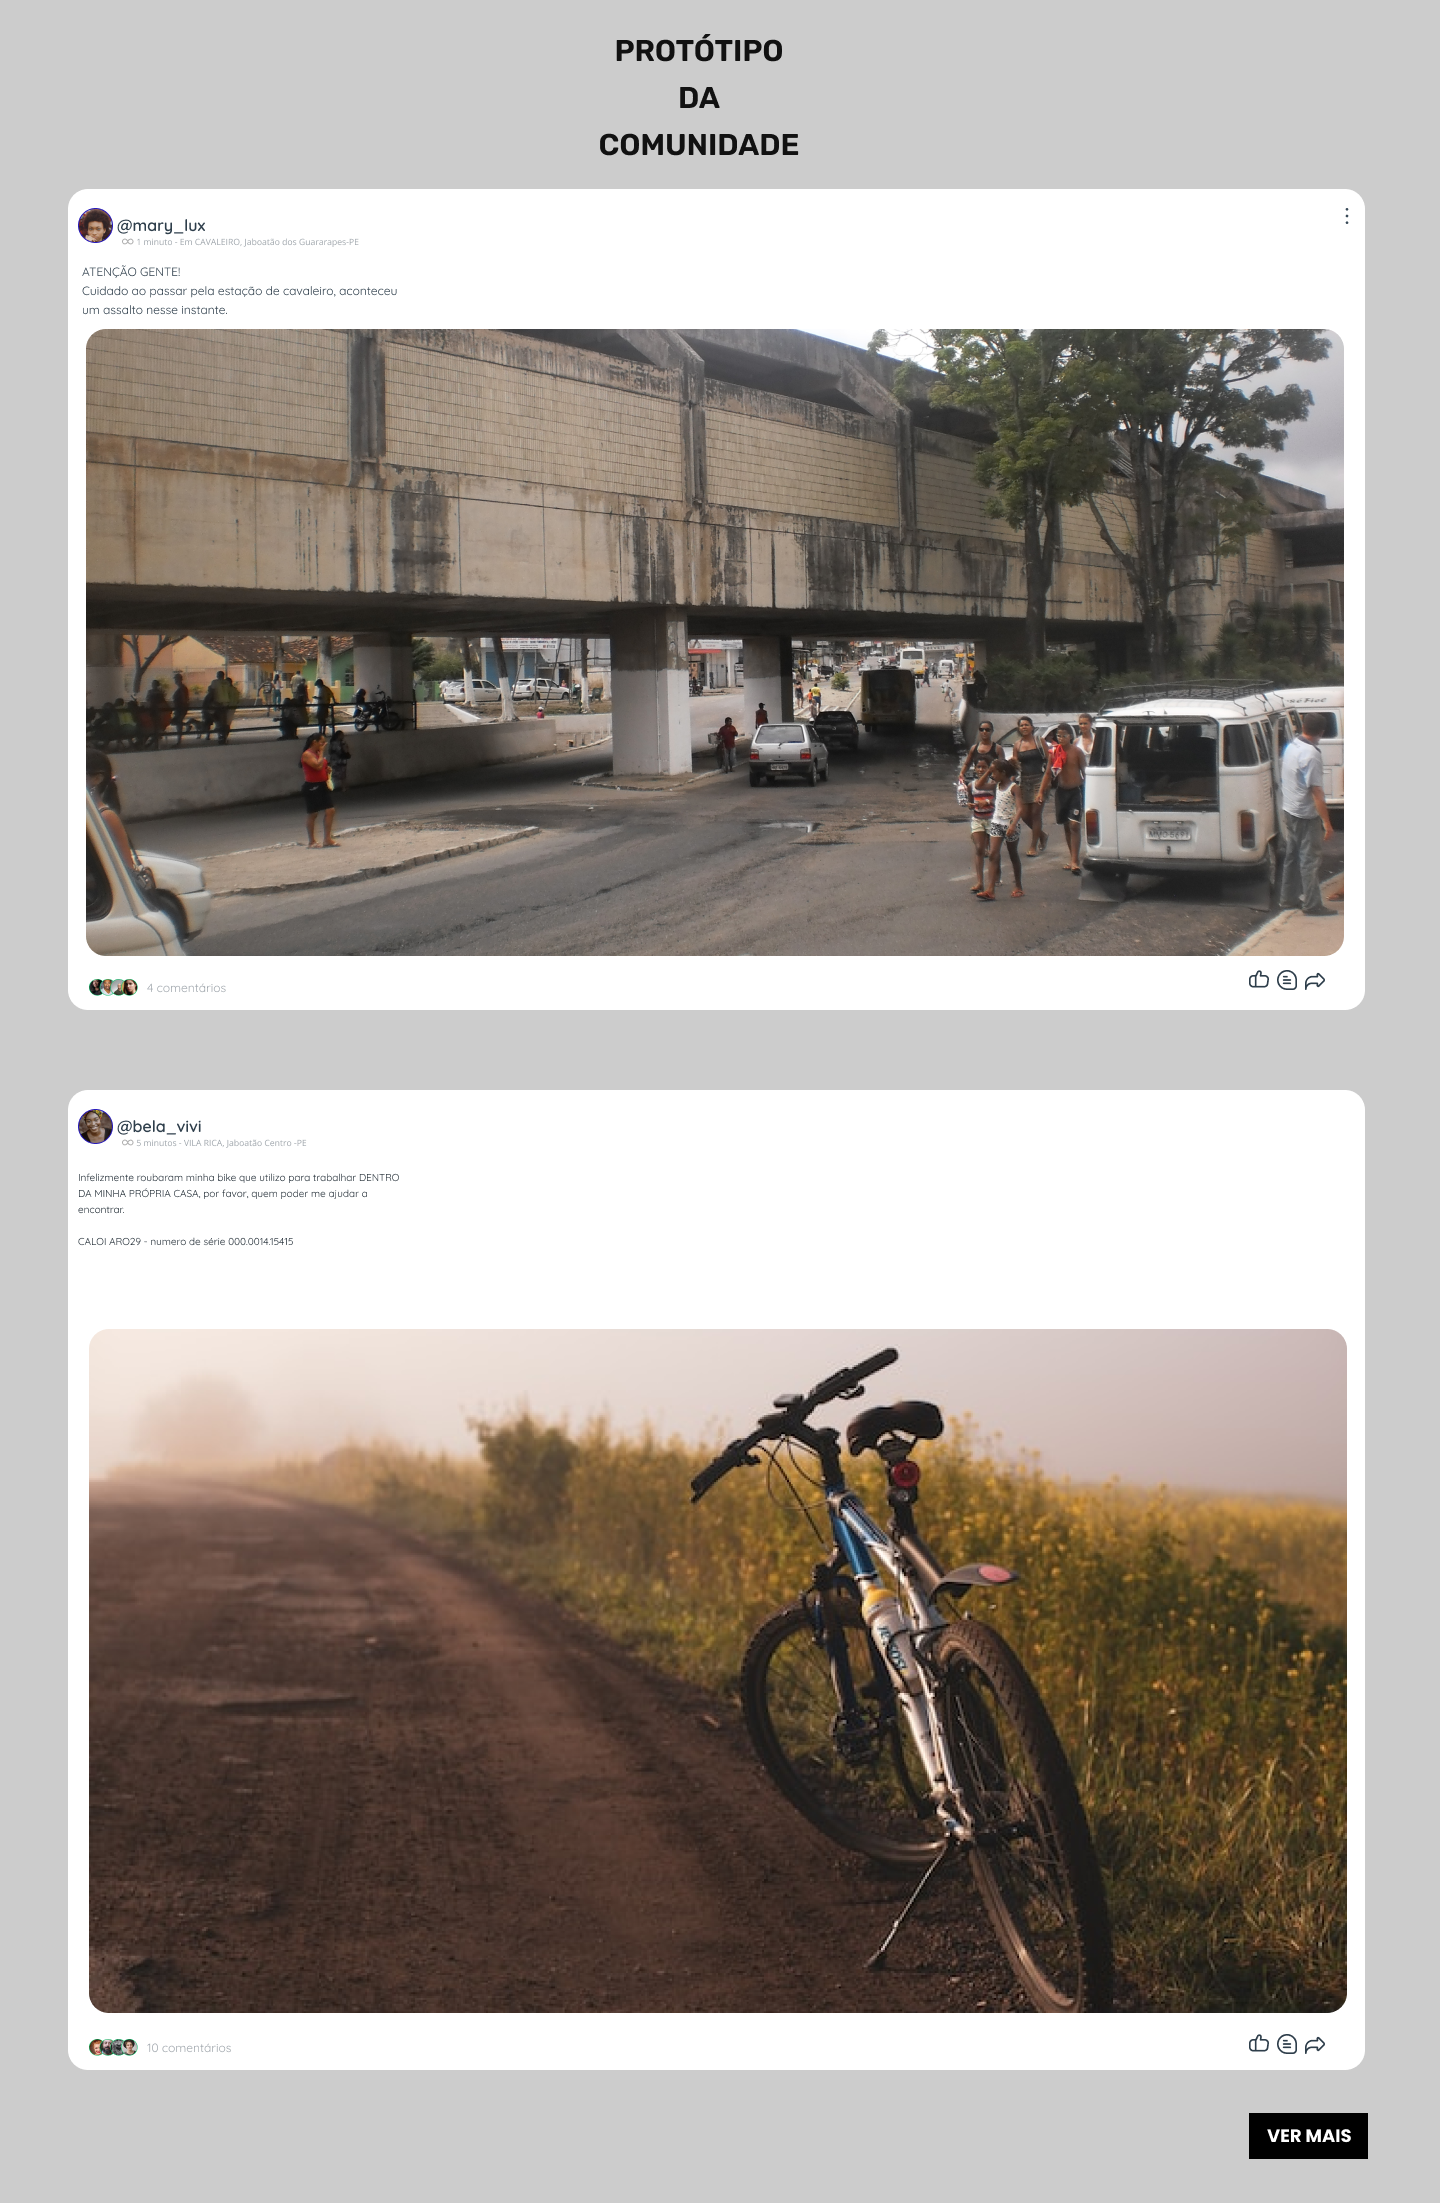 PROTÓTIPO
DA
COMUNIDADE
@mary_lux
1 minuto - Em CAVALEIRO, Jaboatão dos Guararapes-PE
ATENÇÃO GENTE!
Cuidado ao passar pela estação de cavaleiro, aconteceu
um assalto nesse instante.
4 comentários
@bela_vivi
5 minutos - VILA RICA, Jaboatão Centro -PE
Infelizmente roubaram minha bike que utilizo para trabalhar DENTRO
DA MINHA PRÓPRIA CASA, por favor, quem poder me ajudar a
encontrar.
CALOI ARO29 - numero de série 000.0014.15415
10 comentários
VER MAIS